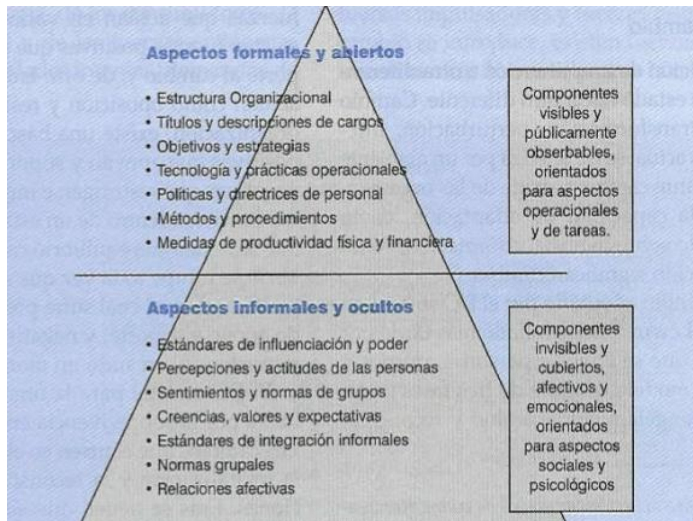 Aspectos formales y abiertos
• Estructura Organizacional
• Títulos y descripciones de cargos
• Objetivos y estrategias
• Tecnología y prácticas operacionales
• Políticas y directrices de personal
• Métodos y procedimientos
• Medidas de productividad física y financiera
Componentes
visibles y
públicamente
obserbables,
orientados
para aspectos
operacionales
y de tareas.
Aspectos informales y ocultos
• Estándares de influenciación y poder
• Percepciones y actitudes de las personas
• Sentimientos y normas de grupos
• Creencias, valores y expectativas
• Estándares de integración informales
• Normas grupales
• Relaciones afectivas
Componentes
invisibles y
cubiertos,
afectivos y
emocionales,
orientados
para aspectos
sociales y
psicológicos